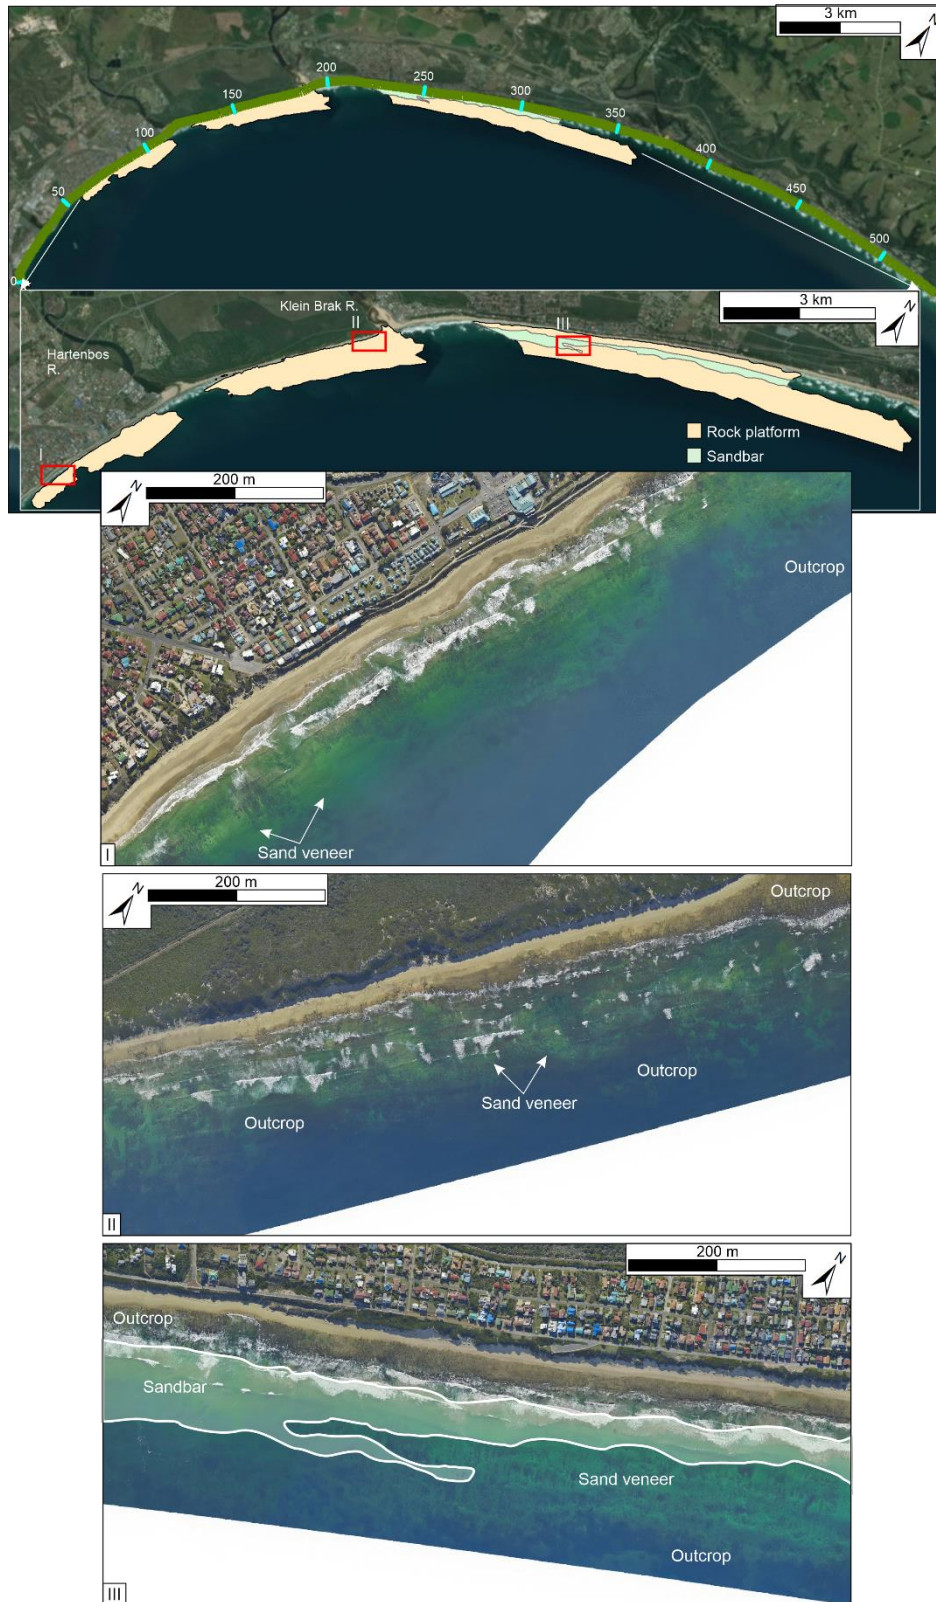 3 km
N
0
50
100
150
200
250
300
350
400
450
500
3 km
N
Klein Brak R.
II
III
Hartenbos
R.
I
Rock platform
Sandbar
200 m
N
Outcrop
Sand veneer
I
200 m
N
Outcrop
Sand veneer
Outcrop
Outcrop
II
200 m
N
Outcrop
Sandbar
Sand veneer
Outcrop
III